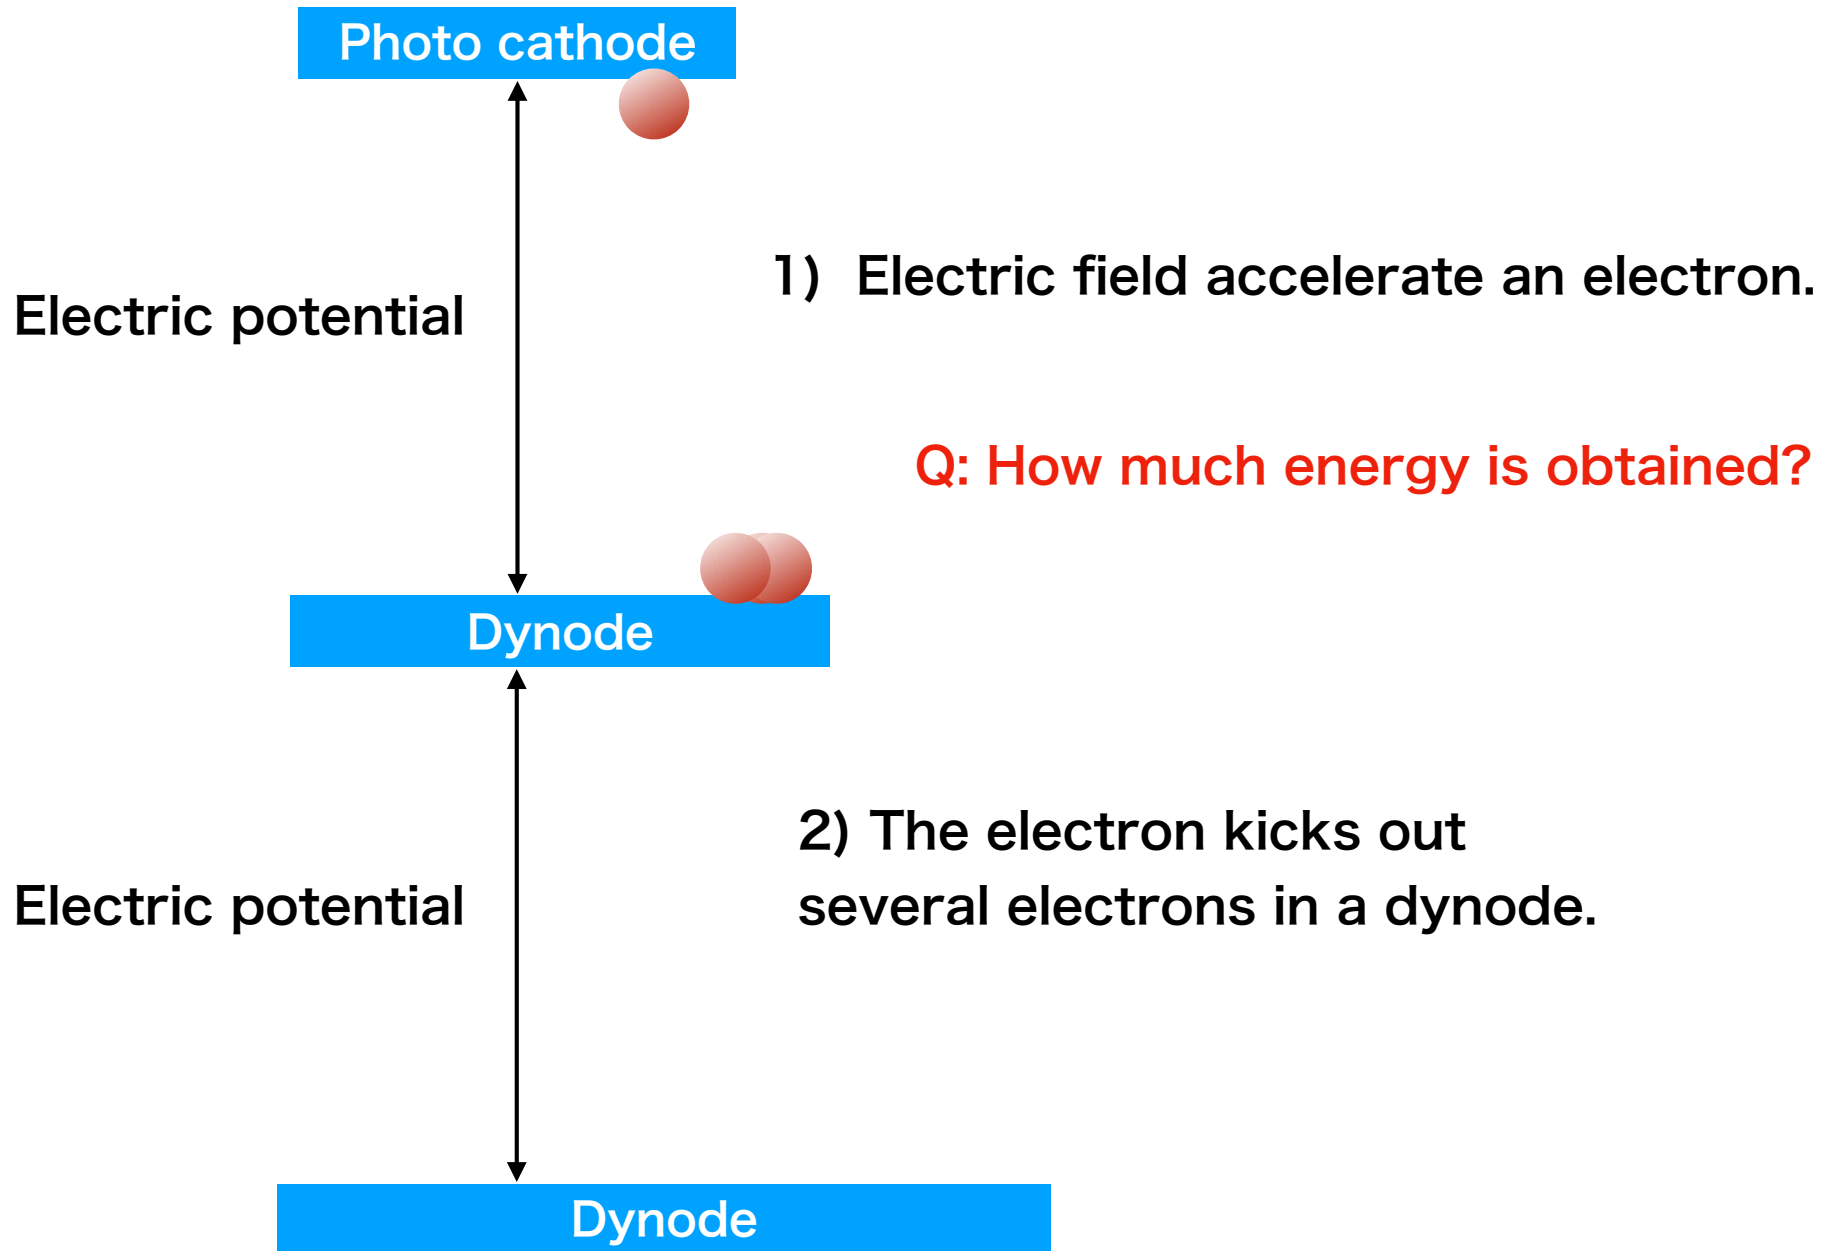 Photo cathode
1) Electric field accelerate an electron.
Electric potential
Q: How much energy is obtained?
Dynode
2) The electron kicks out
several electrons in a dynode.
Electric potential
Dynode